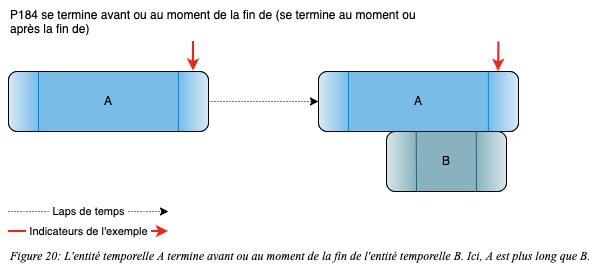 P184 se termine avant ou au moment de la fin de (se termine au moment ou
après la fin de)
A
A
B
Laps de temps
Indicateurs de l'exemple
Figure 20: L'entité temporelle A termine avant ou au moment de la fin de l'entité temporelle B. Ici, A est plus long que B.